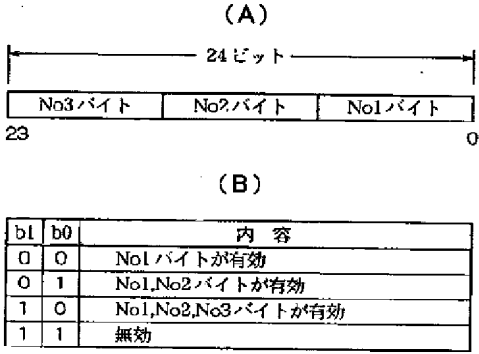 (A)
24ビット
No3バイト No2バイト No1バイト
23 0
(B)
b1 b0 内 容
0 0 No1バイトが有効
0 1 No1,No2バイトが有効
1 0 No1,No2,No3バイトが有効
1 1 無効